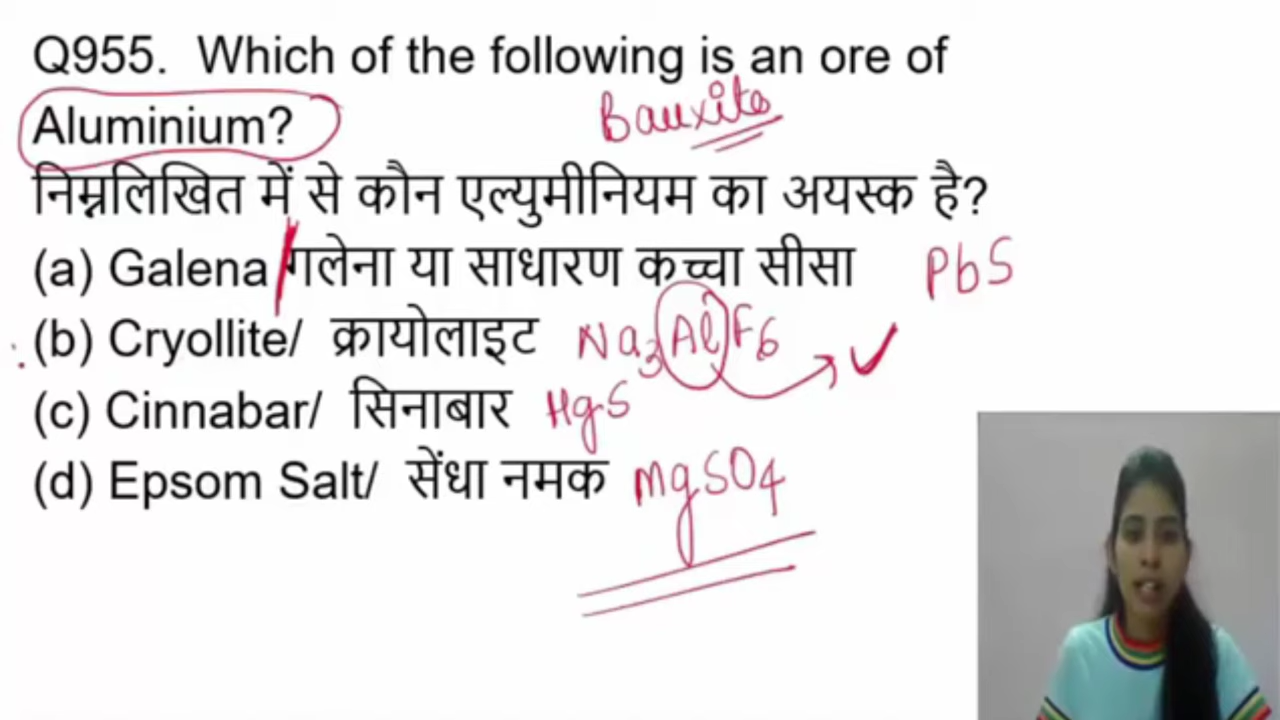 Q955. Which of the following is an ore of
Aluminium? Bauxite
निम्नलिखित में से कौन एल्युमीनियम का अयस्क है?
(a) Galena /गलेना या साधारण कच्चा सीसा PbS
(b) Cryollite/ क्रायोलाइट Na3AlF6
(c) Cinnabar/ सिनाबार HgS
(d) Epsom Salt/ सेंधा नमक MgSO4